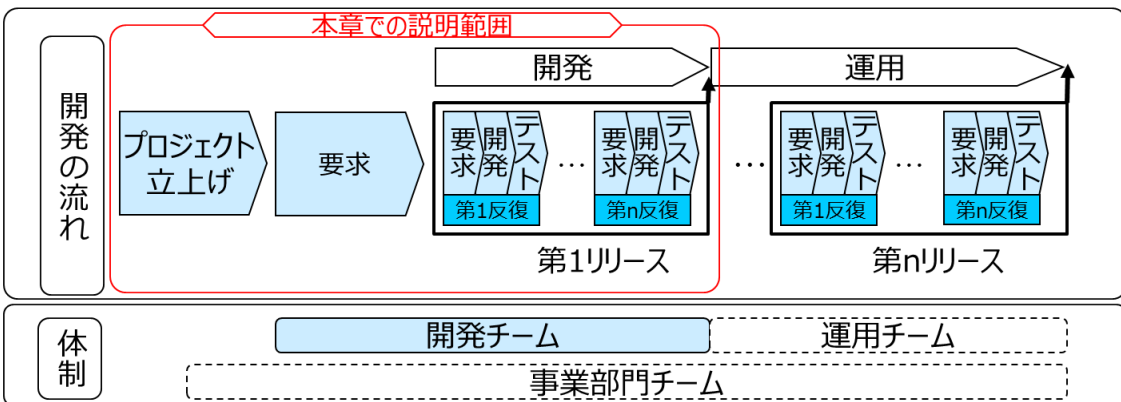 本章での説明範囲
開発の流れ
開発
運用
プロジェクト
立上げ
要求
要求
開発
テスト
第1反復
…
要求
開発
テスト
第n反復
第1リリース
…
要求
開発
テスト
第1反復
…
要求
開発
テスト
第n反復
第nリリース
体制
開発チーム
運用チーム
事業部門チーム